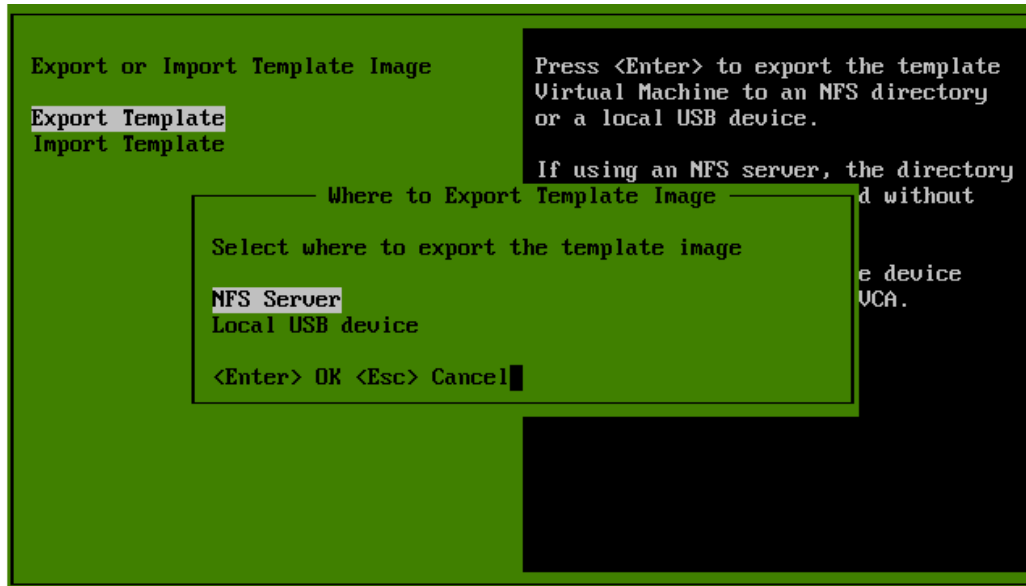 Export or Import Template Image
Export Template
Import Template
Press <Enter> to export the template
Virtual Machine to an NFS directory
or a local USB device.
If using an NFS server, the directory
d without
e device
VCA.
Where to Export Template Image
Select where to export the template image
NFS Server
Local USB device
<Enter> OK <Esc> Cancel